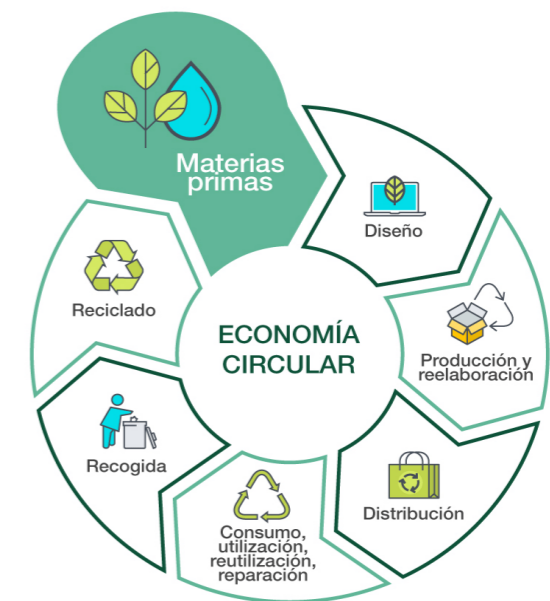 Materias
primas
Diseño
Producción y
reelaboración
Distribución
Consumo,
utilización,
reutilización,
reparación
Recogida
Reciclado
ECONOMÍA
CIRCULAR